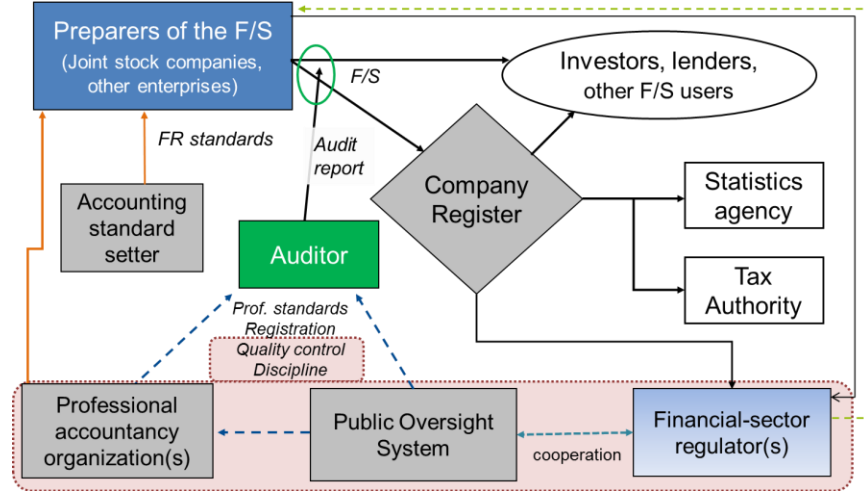 Preparers of the F/S
(Joint stock companies,
other enterprises)
F/S
Investors, lenders,
other F/S users
FR standards
Audit
report
Company
Register
Statistics
agency
Accounting
standard
setter
Auditor
Tax
Authority
Prof. standards
Registration
Quality control
Discipline
Professional
accountancy
organization(s)
Public Oversight
System
cooperation
Financial-sector
regulator(s)